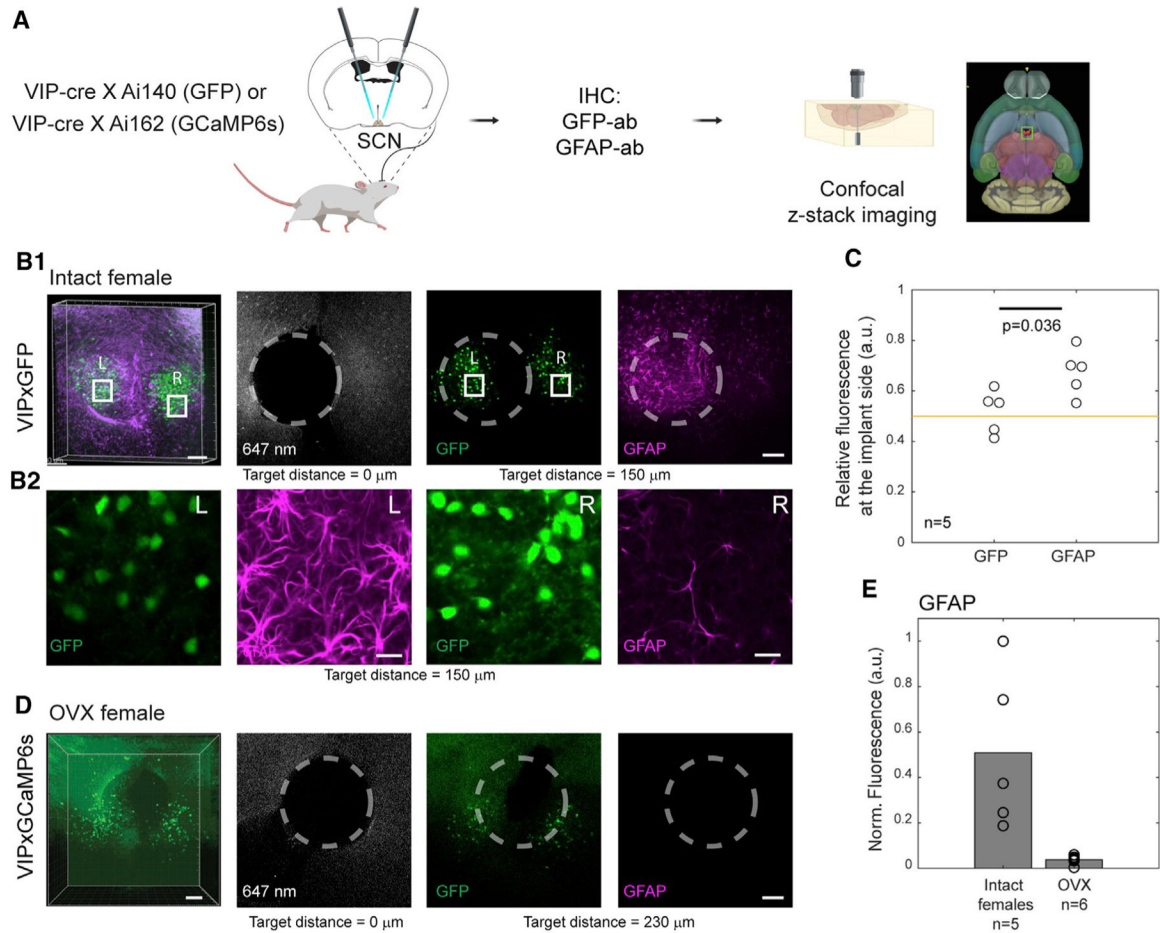 A
VIP-cre X Ai140 (GFP) or
VIP-cre X Ai162 (GCaMP6s)
SCN
IHC:
GFP-ab
GFAP-ab
Confocal
z-stack imaging
B1
Intact female
VIPxGFP
L
R
647 nm
L
R
GFP
GFAP
Target distance = 0 μm
Target distance = 150 μm
B2
L
GFP
L
GFAP
R
GFP
R
GFAP
Target distance = 150 μm
C
Relative fluorescence
at the implant side (a.u.)
1
0.8
0.6
0.4
0.2
0
p=0.036
n=5
GFP
GFAP
D
OVX female
VIPxGCaMP6s
647 nm
GFP
GFAP
Target distance = 0 μm
Target distance = 230 μm
E
GFAP
Norm. Fluorescence (a.u.)
1
0.8
0.6
0.4
0.2
0
Intact
females
n=5
OVX
n=6